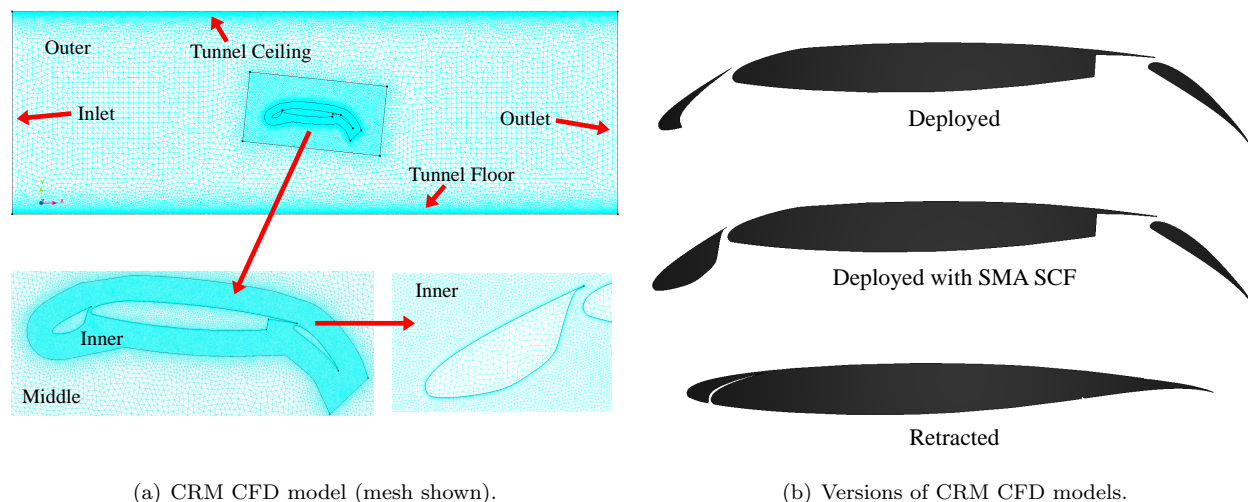 Outer
Tunnel Ceiling
Inlet
Outlet
Tunnel Floor
Inner
Middle
Inner
(a) CRM CFD model (mesh shown).
Deployed
Deployed with SMA SCF
Retracted
(b) Versions of CRM CFD models.